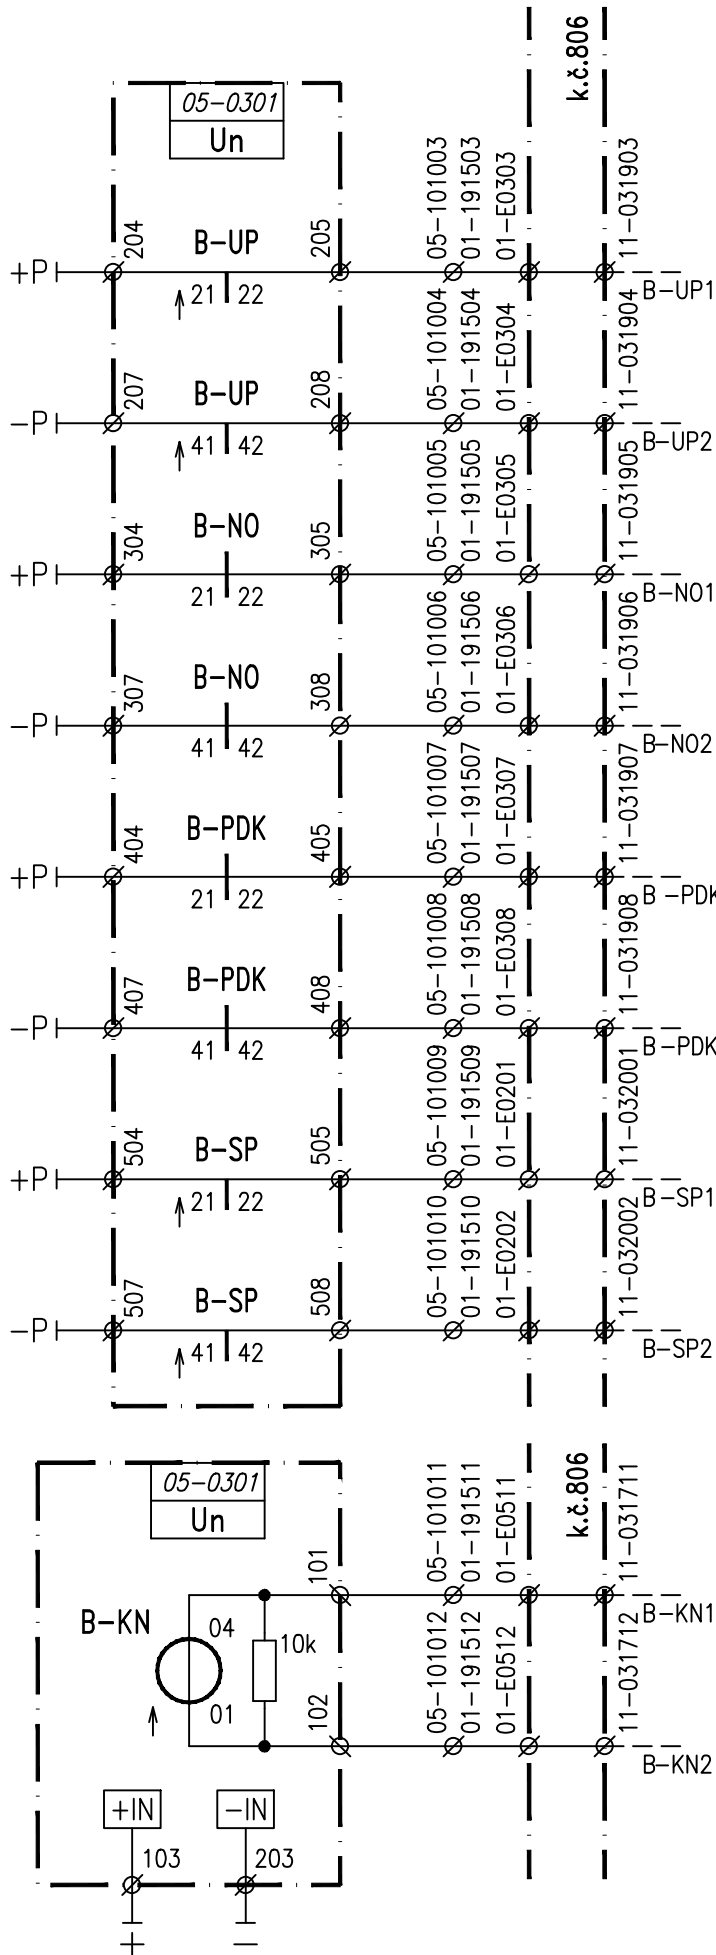 k.č.806
05-0301
Un
+P 204 B-UP 21 22 205 05-101003 01-191503 01-E0303 11-031903 B-UP1
-P 207 B-UP 41 42 208 05-101004 01-191504 01-E0304 11-031904 B-UP2
+P 304 B-NO 21 22 305 05-101005 01-191505 01-E0305 11-031905 B-NO1
-P 307 B-NO 41 42 308 05-101006 01-191506 01-E0306 11-031906 B-NO2
+P 404 B-PDK 21 22 405 05-101007 01-191507 01-E0307 11-031907 B -PDK
-P 407 B-PDK 41 42 408 05-101008 01-191508 01-E0308 11-031908 B -PDK
+P 504 B-SP 21 22 505 05-101009 01-191509 01-E0201 11-032001 B-SP1
-P 507 B-SP 41 42 508 05-101010 01-191510 01-E0202 11-032002 B-SP2
k.č.806
05-0301
Un
B-KN 04 10k 101 05-101011 01-191511 01-E0511 11-031711 B-KN1
01 102 05-101012 01-191512 01-E0512 11-031712 B-KN2
+IN -IN
103 203
+ -